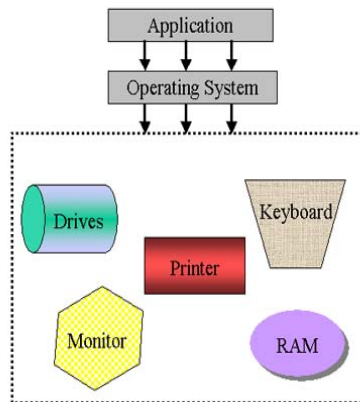 Application
Operating System
Drives
Keyboard
Printer
Monitor
RAM